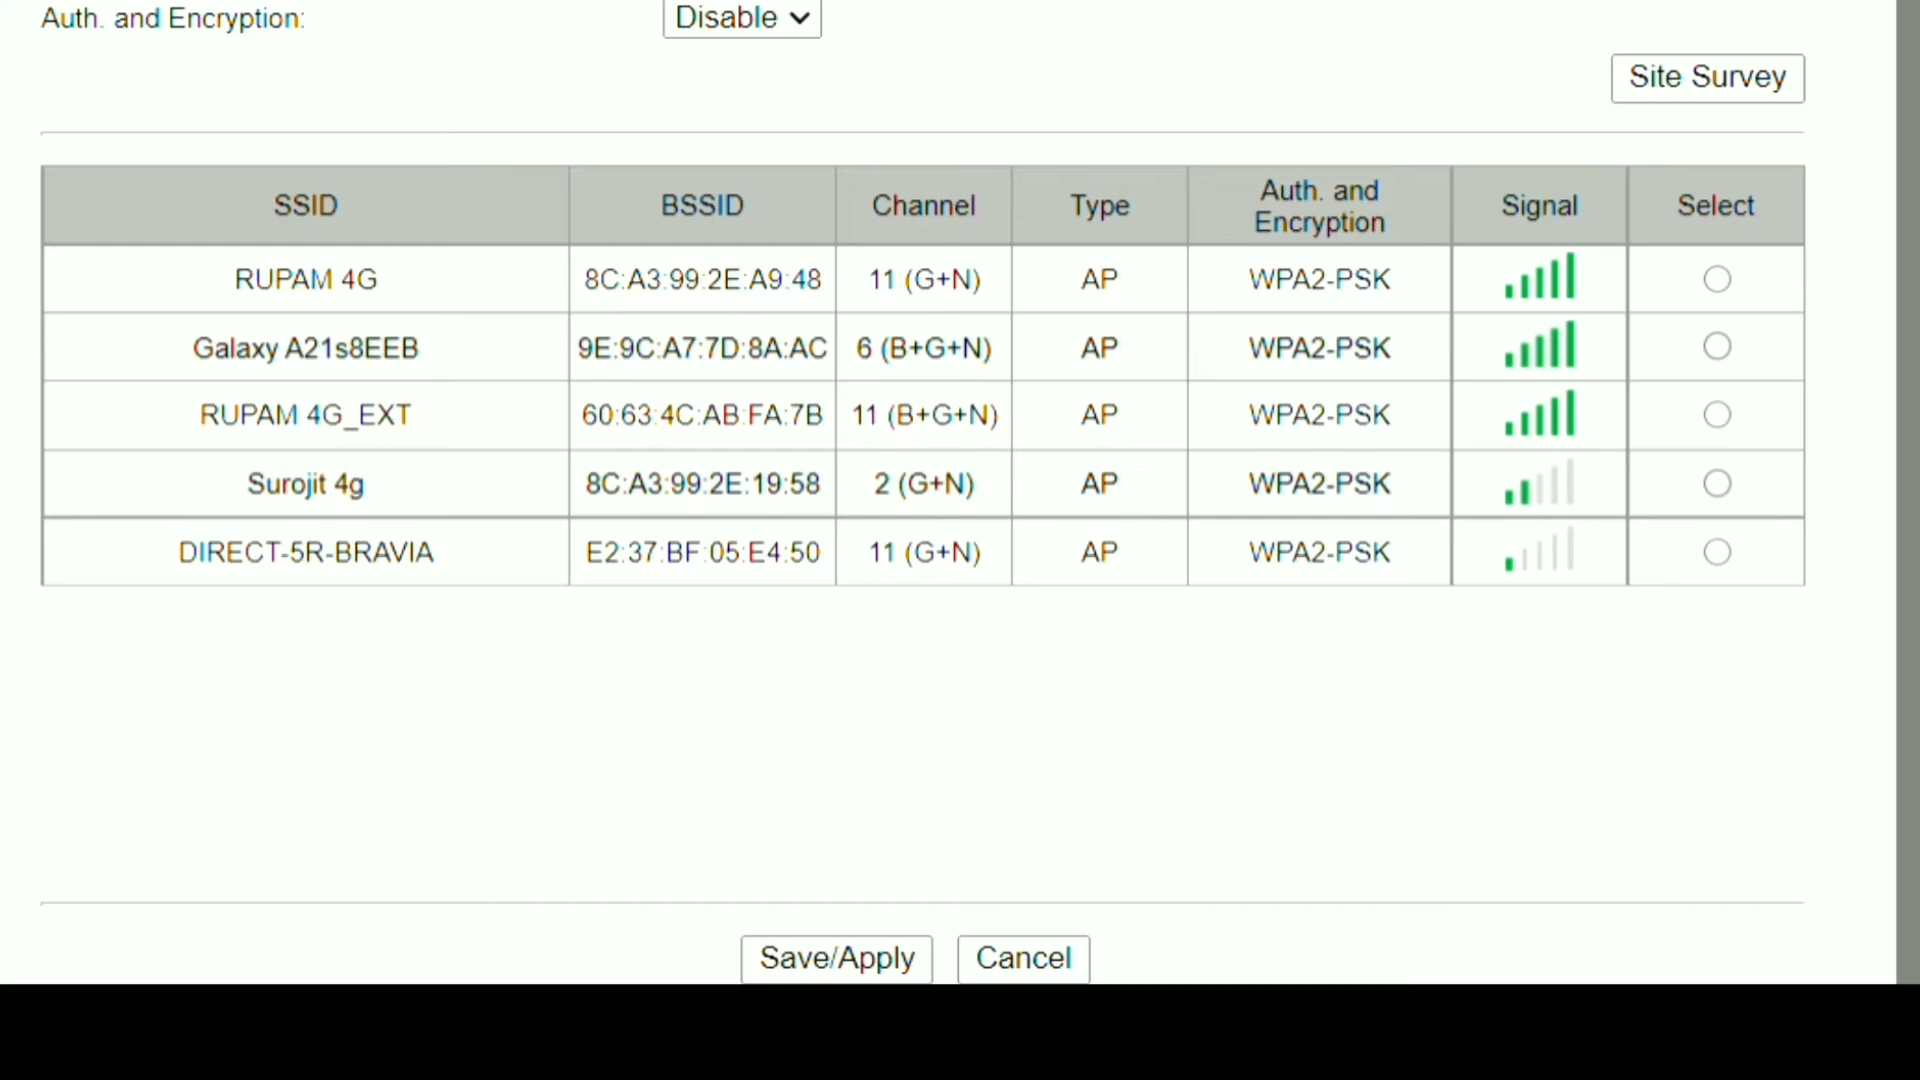 Auth. and Encryption: Disable
Site Survey
SSID BSSID Channel Type Auth. and Encryption Signal Select
RUPAM 4G 8C:A3:99:2E:A9:48 11 (G+N) AP WPA2-PSK
Galaxy A21s8EEB 9E:9C:A7:7D:8A:AC 6 (B+G+N) AP WPA2-PSK
RUPAM 4G_EXT 60:63:4C:AB:FA:7B 11 (B+G+N) AP WPA2-PSK
Surojit 4g 8C:A3:99:2E:19:58 2 (G+N) AP WPA2-PSK
DIRECT-5R-BRAVIA E2:37:BF:05:E4:50 11 (G+N) AP WPA2-PSK
Save/Apply Cancel